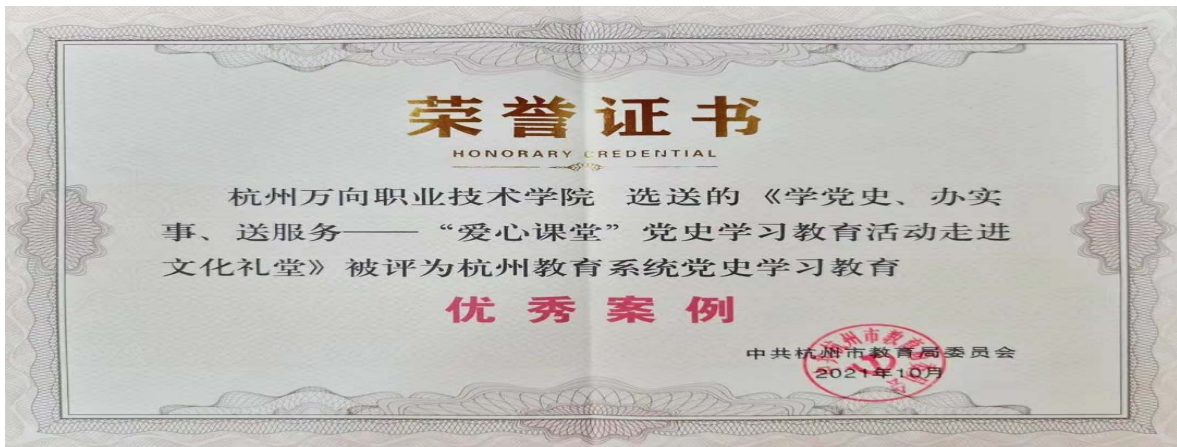 荣誉证书
HONORARY CREDENTIAL
杭州万向职业技术学院 选送的《学党史、办实
事、送服务——“爱心课堂”党史学习教育活动走进
文化礼堂》被评为杭州教育系统党史学习教育
优秀案例
中共杭州市教育局委员会
2021年10月